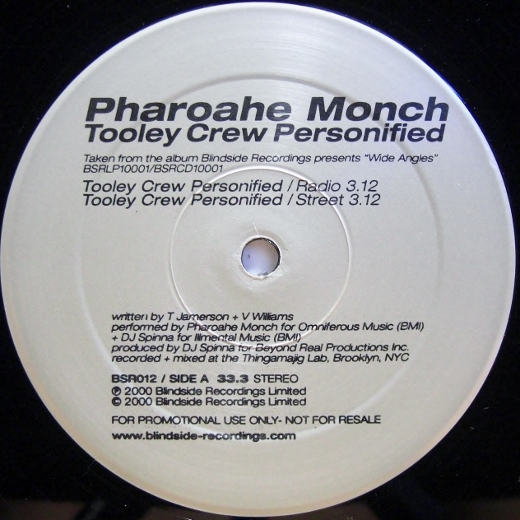 Pharoahe Monch
Tooley Crew Personified
Taken from the album Blindside Recordings presents "Wide Angles"
BSRLP10001/BSRCD10001
Tooley Crew Personified / Radio 3.12
Tooley Crew Personified / Street 3.12
written by T Jamerson + V Williams
performed by Pharoahe Monch for Omniferous Music (BMI)
+ DJ Spinna for Illmental Music (BMI)
produced by DJ Spinna for Beyond Real Productions Inc.
recorded + mixed at the Thingamajig Lab, Brooklyn, NYC
BSR012 / SIDE A 33.3 STEREO
℗ 2000 Blindside Recordings Limited
© 2000 Blindside Recordings Limited
FOR PROMOTIONAL USE ONLY- NOT FOR RESALE
www.blindside-recordings.com